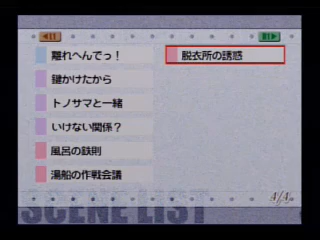 L1
R1
離れへんでっ！
鍵かけたから
トノサマと一緒
いけない関係？
風呂の鉄則
湯船の作戦会議
脱衣所の誘惑
4/4
SCENE LIST